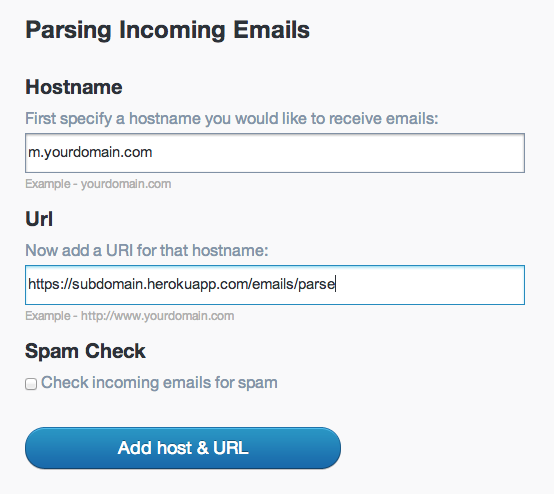 Parsing Incoming Emails
Hostname
First specify a hostname you would like to receive emails:
m.yourdomain.com
Example - yourdomain.com
Url
Now add a URI for that hostname:
https://subdomain.herokuapp.com/emails/parse
Example - http://www.yourdomain.com
Spam Check
Check incoming emails for spam
Add host & URL